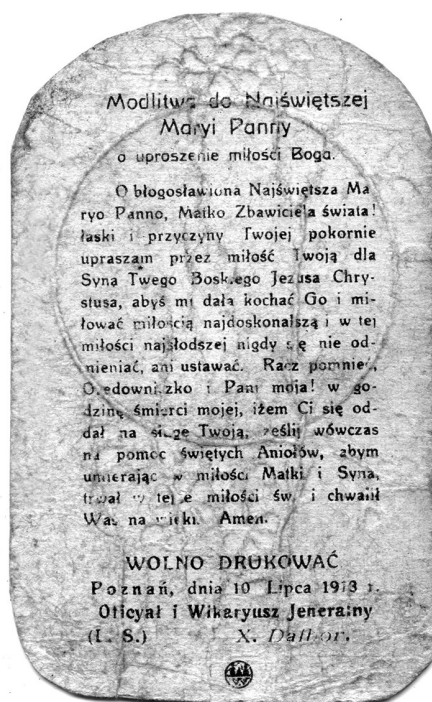 Modlitwa do Najświętszej
Maryi Panny
o uproszenie miłości Boga.
O błogosławiona Najświętsza Ma
ryo Panno, Matko Zbawiciela świata!
łaski i przyczyny Twojej pokornie
upraszam przez miłość Twoją dla
Syna Twego Boskiego Jezusa Chry-
stusa, abyś mi dała kochać Go i mi-
łować miłością najdoskonalszą i w tej
miłości najsłodszej nigdy się nie od-
mieniać, ani ustawać. Racz pomnieć,
Orędowniczko i Pani moja! w go-
dzinę śmierci mojej, iżem Ci się od-
dał na sługę Twoją, ześlij wówczas
na pomoc świętych Aniołów, abym
umierając w miłości Matki i Syna,
trwał w tejże miłości św. i chwalił
Was na wieki. Amen.
WOLNO DRUKOWAĆ
Poznań, dnia 10 Lipca 1913 r.
Oficyał i Wikaryusz Jeneralny
(L. S.) X. Dalbor.